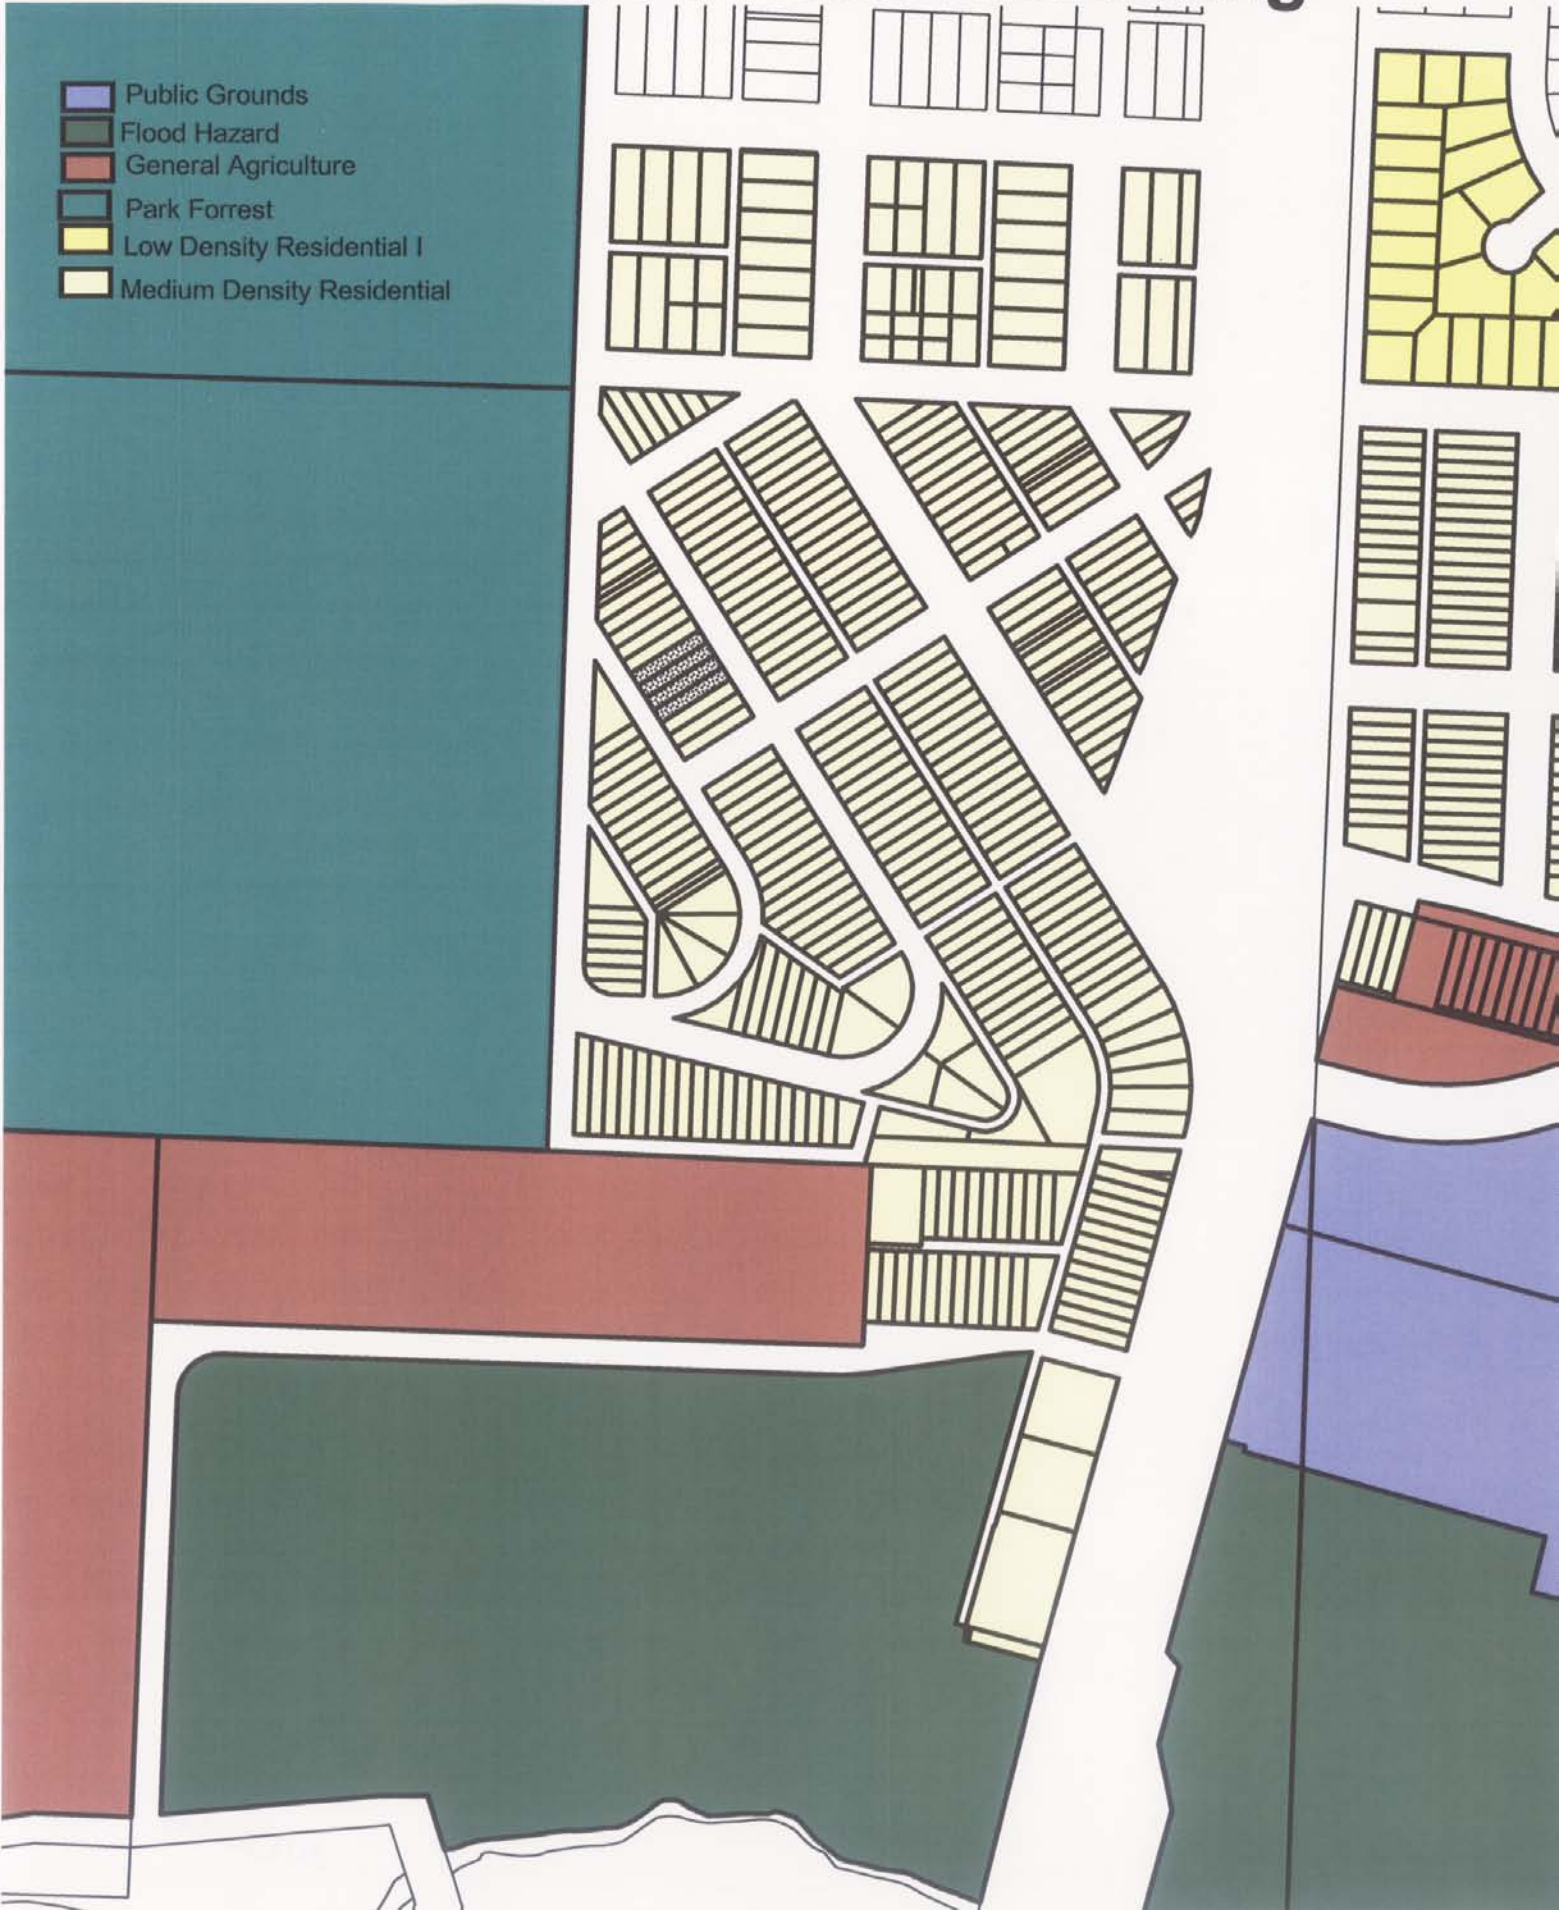 Public Grounds
Flood Hazard
General Agriculture
Park Forrest
Low Density Residential I
Medium Density Residential